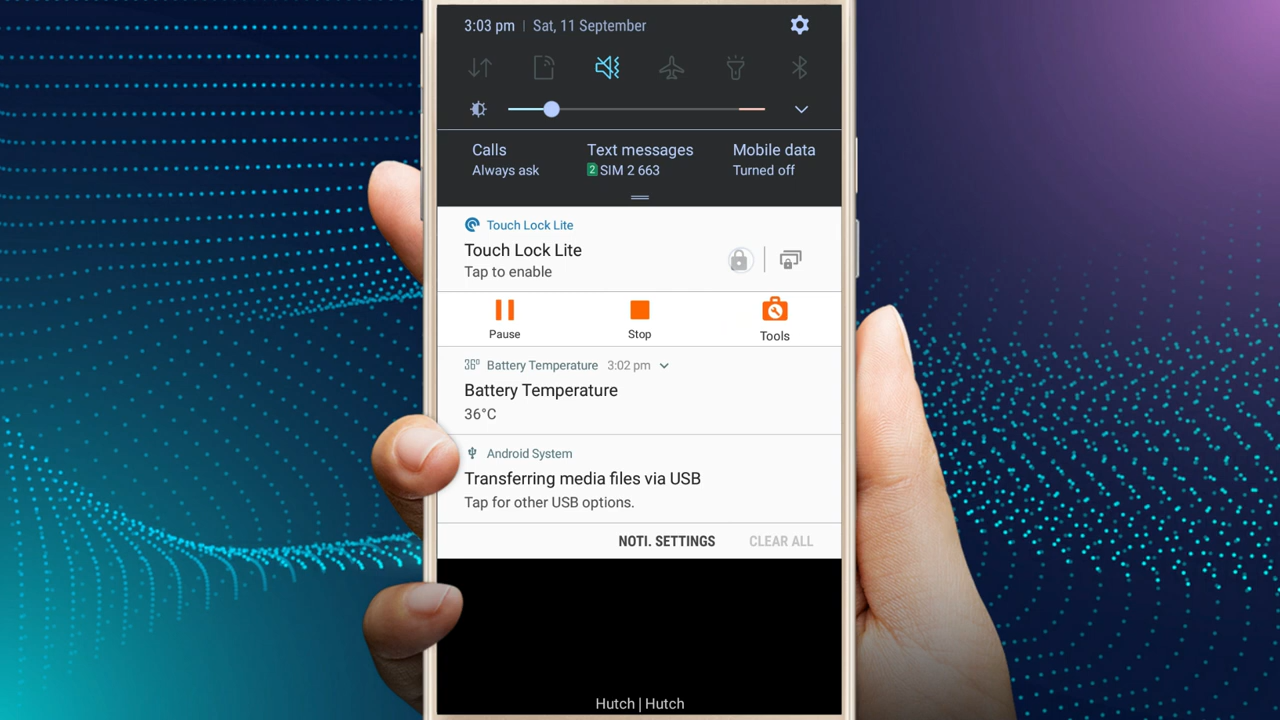 3:03 pm | Sat, 11 September
Calls
Always ask
Text messages
2 SIM 2 663
Mobile data
Turned off
Touch Lock Lite
Touch Lock Lite
Tap to enable
Pause
Stop
Tools
36° Battery Temperature 3:02 pm
Battery Temperature
36°C
Android System
Transferring media files via USB
Tap for other USB options.
NOTI. SETTINGS
CLEAR ALL
Hutch | Hutch